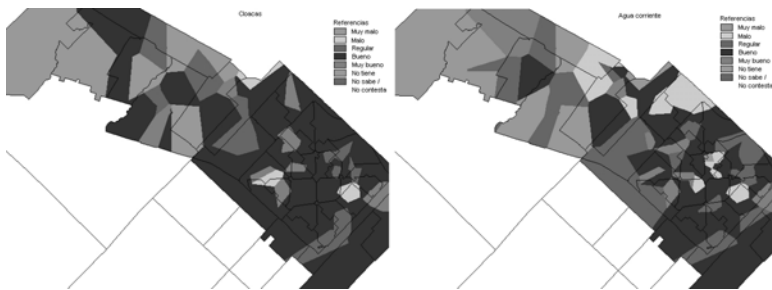 Cloacas
Referencias
Muy malo
Malo
Regular
Bueno
Muy bueno
No tiene
No sabe /
No contesta
Agua corriente
Referencias
Muy malo
Malo
Regular
Bueno
Muy bueno
No tiene
No sabe /
No contesta